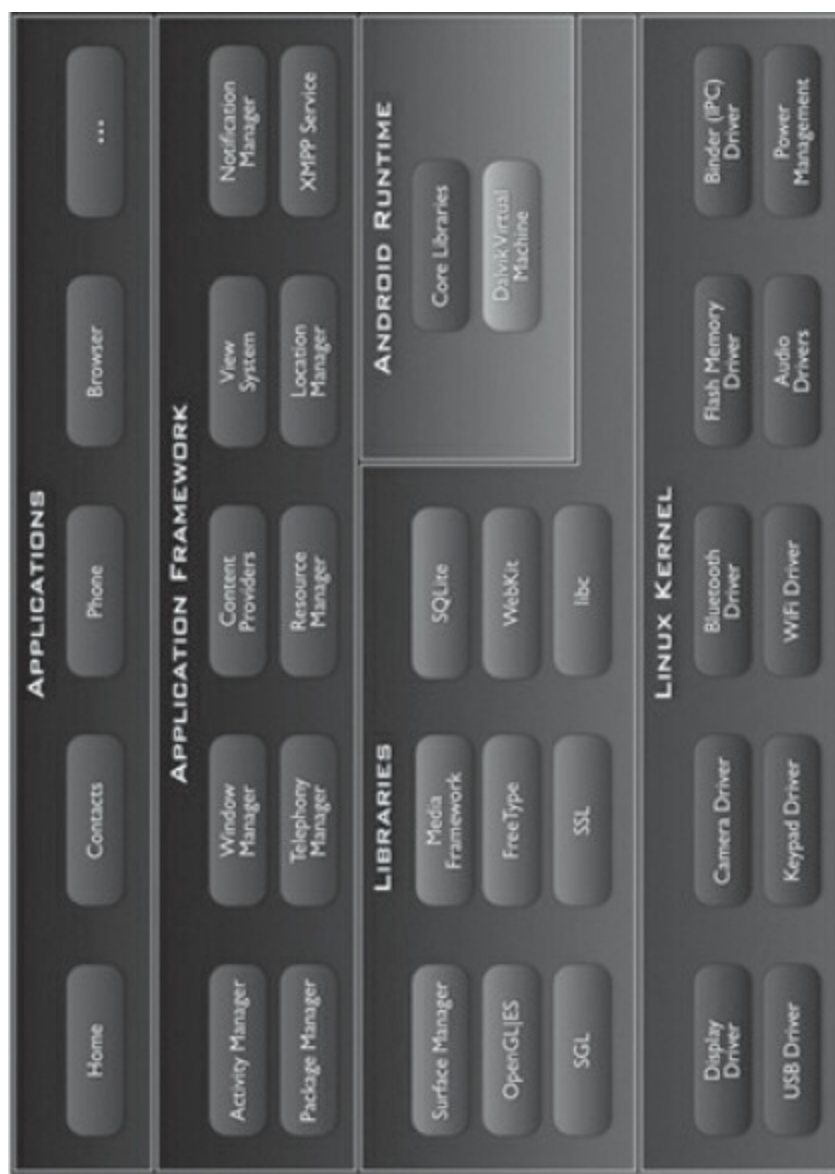 APPLICATIONS
Home
Contacts
Phone
Browser
...
APPLICATION FRAMEWORK
Activity Manager
Window
Manager
Content
Providers
View
System
Notification
Manager
Package Manager
Telephony
Manager
Resource
Manager
Location
Manager
XMPP Service
LIBRARIES
Surface Manager
Media
Framework
SQLite
OpenGL|ES
FreeType
WebKit
SGL
SSL
libc
ANDROID RUNTIME
Core Libraries
Dalvik Virtual
Machine
LINUX KERNEL
Display
Driver
Camera Driver
Bluetooth
Driver
Flash Memory
Driver
Binder (IPC)
Driver
USB Driver
Keypad Driver
WiFi Driver
Audio
Drivers
Power
Management